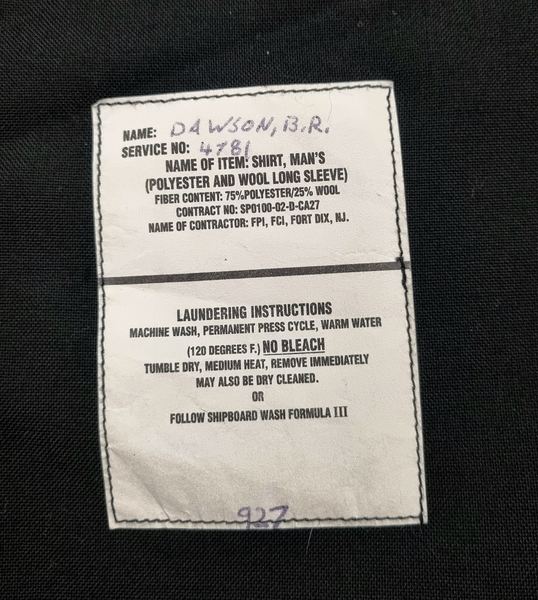 NAME: DAWSON, B.R.
SERVICE NO: 4781
NAME OF ITEM: SHIRT, MAN'S
(POLYESTER AND WOOL LONG SLEEVE)
FIBER CONTENT: 75%POLYESTER/25% WOOL
CONTRACT NO: SP0100-02-D-CA27
NAME OF CONTRACTOR: FPI, FCI, FORT DIX, NJ.
LAUNDERING INSTRUCTIONS
MACHINE WASH, PERMANENT PRESS CYCLE, WARM WATER
(120 DEGREES F.) NO BLEACH
TUMBLE DRY, MEDIUM HEAT, REMOVE IMMEDIATELY
MAY ALSO BE DRY CLEANED.
OR
FOLLOW SHIPBOARD WASH FORMULA III
927